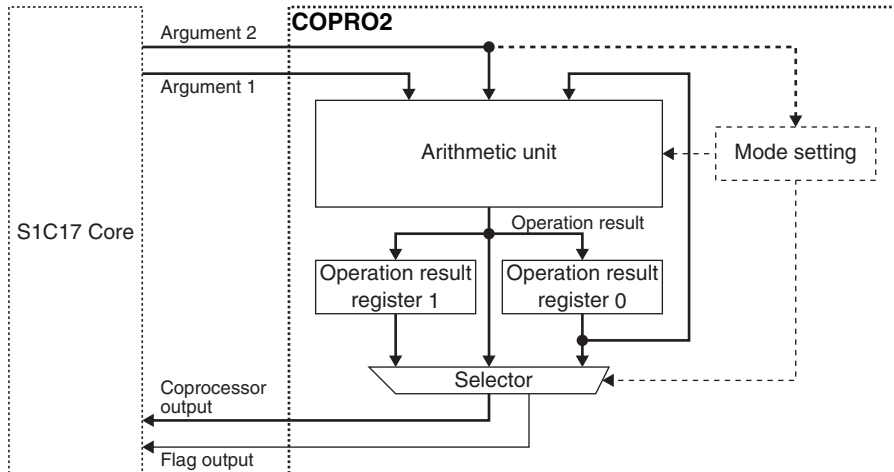 COPRO2
Argument 2
Argument 1
Arithmetic unit
Mode setting
S1C17 Core
Operation result
Operation result
register 1
Operation result
register 0
Selector
Coprocessor
output
Flag output